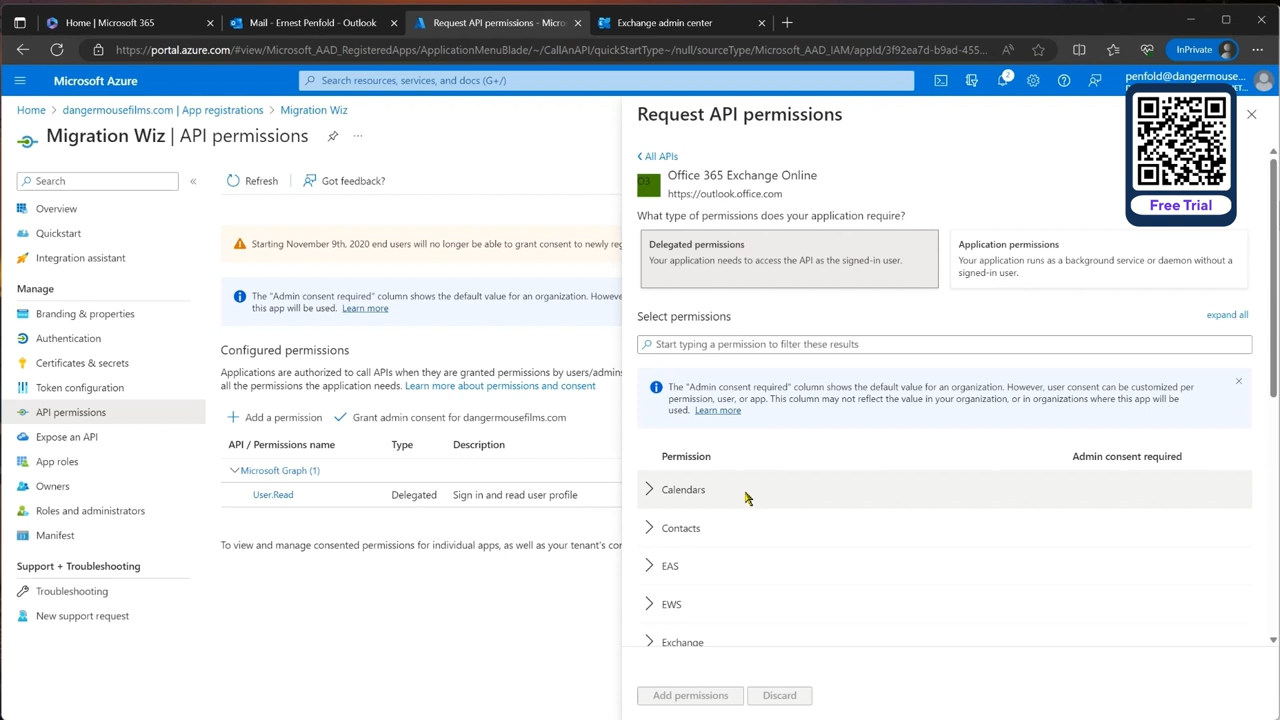 Home | Microsoft 365
Mail - Ernest Penfold - Outlook
Request API permissions - Micro
Exchange admin center
https://portal.azure.com/#view/Microsoft_AAD_RegisteredApps/ApplicationMenuBlade/~/CallAnAPI/quickStartType~/null/sourceType/Microsoft_AAD_IAM/appId/3f92ea7d-b9ad-455...
InPrivate
Microsoft Azure
Search resources, services, and docs (G+/)
2
penfold@dangermouse...
Home
dangermousefilms.com | App registrations
Migration Wiz
Migration Wiz | API permissions
Search
Refresh
Got feedback?
Overview
Quickstart
Integration assistant
Manage
Branding & properties
Authentication
Certificates & secrets
Token configuration
API permissions
Expose an API
App roles
Owners
Roles and administrators
Manifest
Support + Troubleshooting
Troubleshooting
New support request
Starting November 9th, 2020 end users will no longer be able to grant consent to newly reg
The "Admin consent required" column shows the default value for an organization. Howeve
this app will be used. Learn more
Configured permissions
Applications are authorized to call APIs when they are granted permissions by users/admins
all the permissions the application needs. Learn more about permissions and consent
Add a permission
Grant admin consent for dangermousefilms.com
API / Permissions name
Type
Description
Microsoft Graph (1)
User.Read
Delegated
Sign in and read user profile
To view and manage consented permissions for individual apps, as well as your tenant's cor
Request API permissions
All APIs
Office 365 Exchange Online
https://outlook.office.com
What type of permissions does your application require?
Delegated permissions
Your application needs to access the API as the signed-in user.
Application permissions
Your application runs as a background service or daemon without a
signed-in user.
Select permissions
expand all
Start typing a permission to filter these results
The "Admin consent required" column shows the default value for an organization. However, user consent can be customized per
permission, user, or app. This column may not reflect the value in your organization, or in organizations where this app will be
used. Learn more
Permission
Admin consent required
Calendars
Contacts
EAS
EWS
Exchange
Add permissions
Discard
Free Trial